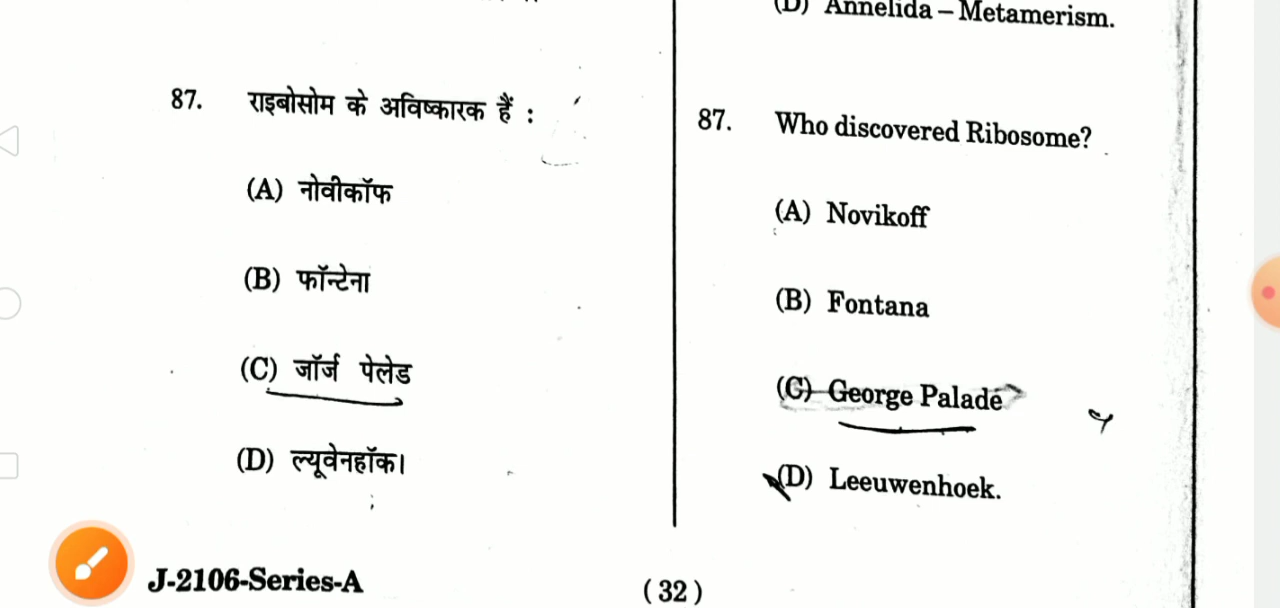 87. राइबोसोम के अविष्कारक हैं :
(A) नोवीकॉफ
(B) फॉन्टेना
(C) जॉर्ज पेलेड
(D) ल्यूवेनहॉक।
J-2106-Series-A
(D) Annelida – Metamerism.
87. Who discovered Ribosome?
(A) Novikoff
(B) Fontana
(C) George Palade
(D) Leeuwenhoek.
( 32 )